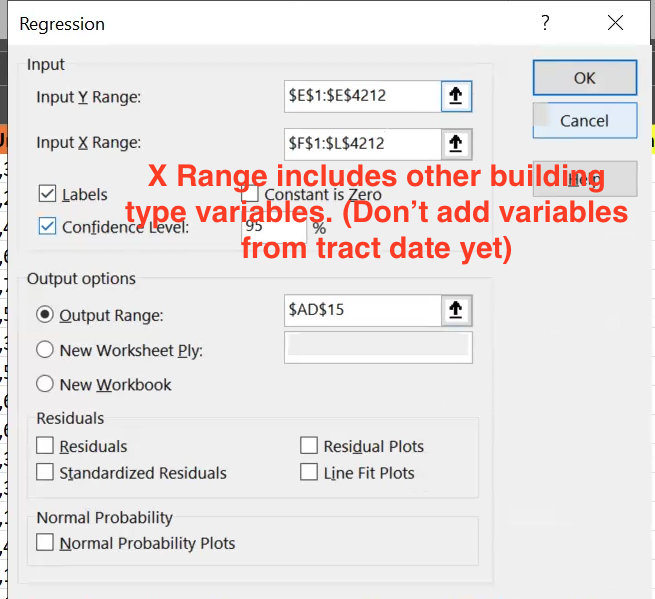 Regression
?
Input
Input Y Range:
$E$1:$E$4212
OK
Cancel
Input X Range:
$F$1:$L$4212
Help
X Range includes other building
Labels
Constant is Zero
type variables. (Don’t add variables
Confidence Level:
95
%
from tract date yet)
Output options
Output Range:
$AD$15
New Worksheet Ply:
New Workbook
Residuals
Residuals
Residual Plots
Standardized Residuals
Line Fit Plots
Normal Probability
Normal Probability Plots